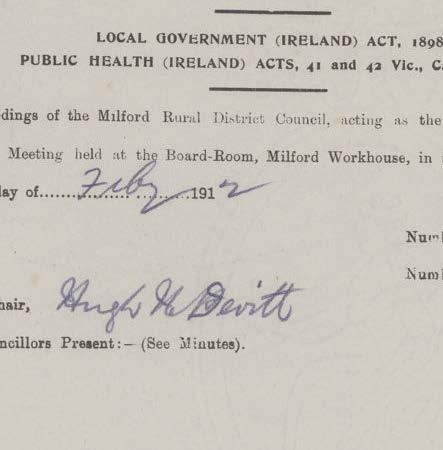 LOCAL GOVERNMENT (IRELAND) ACT, 1898
PUBLIC HEALTH (IRELAND) ACTS, 41 and 42 Vic., C.
dings of the Milford Rural District Council, acting as the
Meeting held at the Board-Room, Milford Workhouse, in
ay of...... Feby ......1912
Num
Num
hair, Hugh McDevitt
ncillors Present:— (See Minutes).